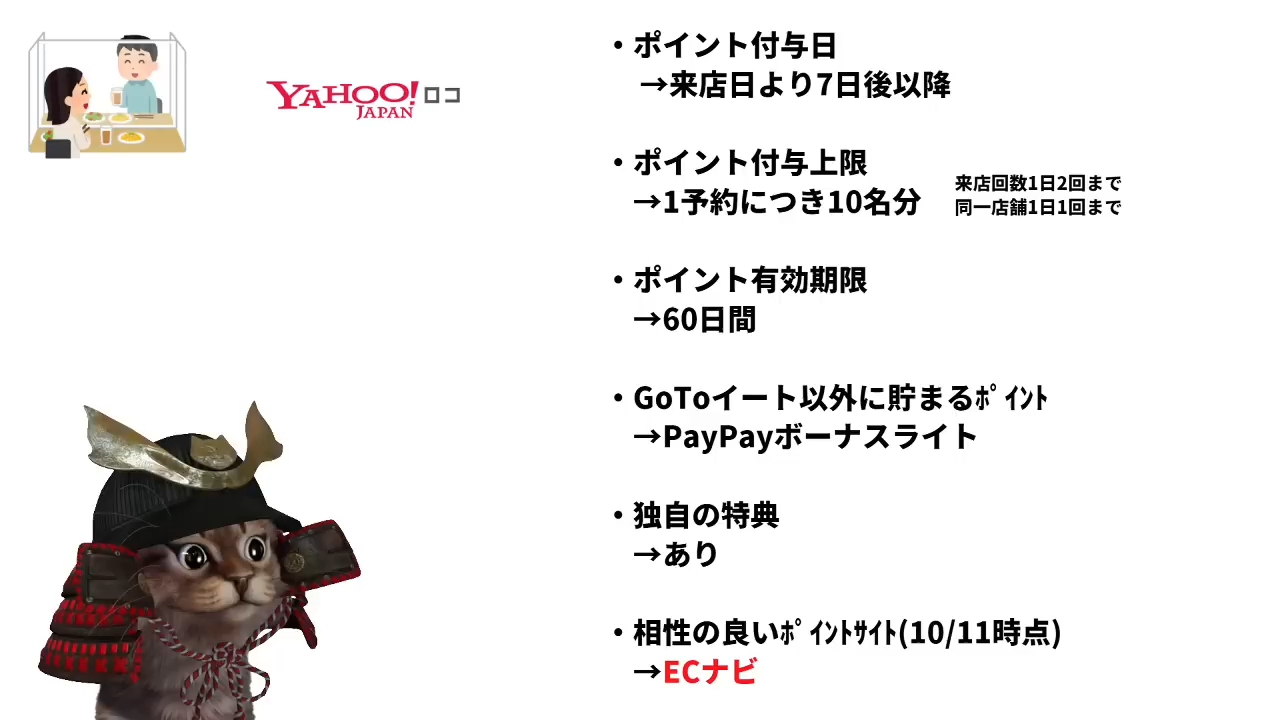 YAHOO!ロコ
JAPAN
・ポイント付与日
→来店日より7日後以降
・ポイント付与上限
→1予約につき10名分
来店回数1日2回まで
同一店舗1日1回まで
・ポイント有効期限
→60日間
・GoToイート以外に貯まるﾎﾟｲﾝﾄ
→PayPayボーナスライト
・独自の特典
→あり
・相性の良いﾎﾟｲﾝﾄｻｲﾄ(10/11時点)
→ECナビ